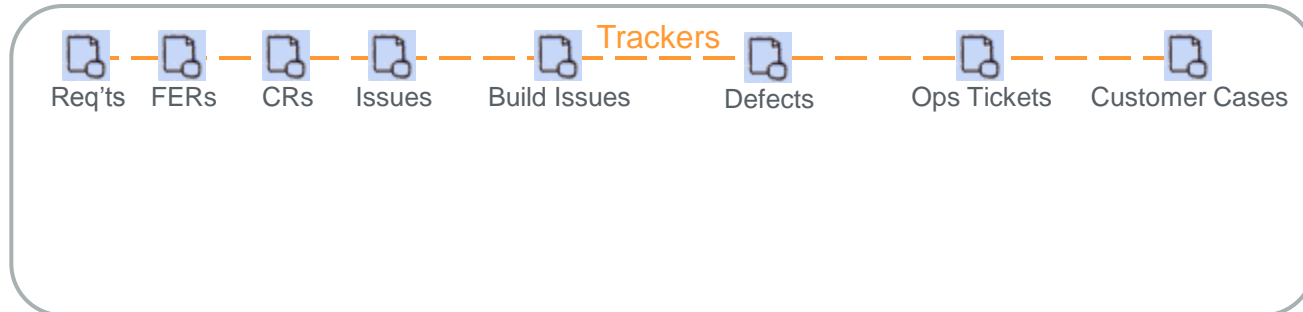 Trackers
Req'ts FERs CRs Issues Build Issues Defects Ops Tickets Customer Cases